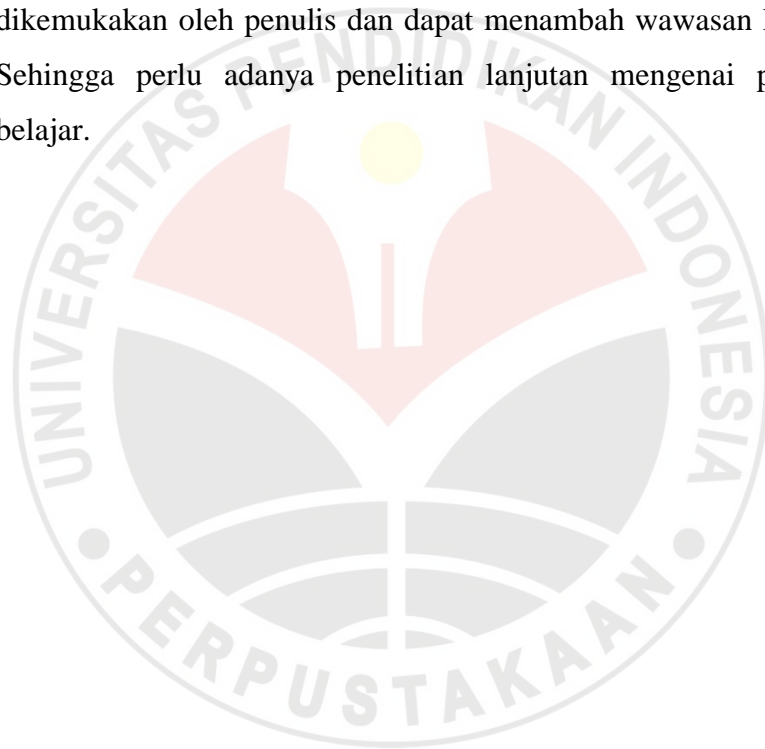 dikemukakan oleh penulis dan dapat menambah wawasan
Sehingga perlu adanya penelitian lanjutan mengenai
belajar.
UNIVERSITAS PENDIDIKAN INDONESIA
PERPUSTAKAAN